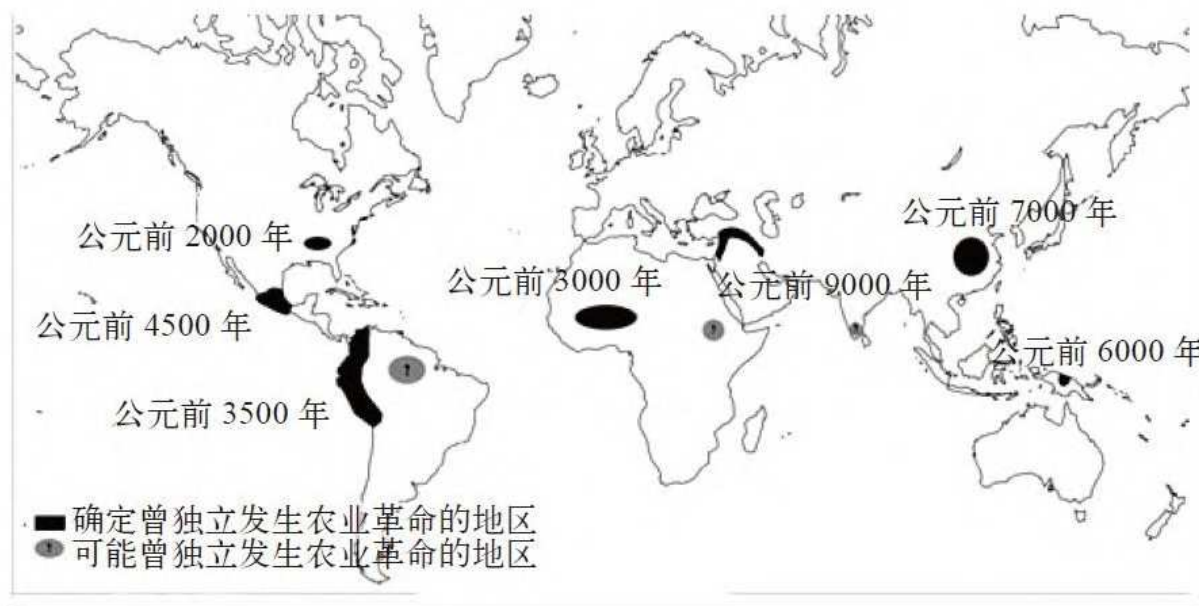 公元前 7000 年
公元前 2000 年
公元前 3000 年
公元前 9000 年
公元前 4500 年
公元前 6000 年
公元前 3500 年
确定曾独立发生农业革命的地区
可能曾独立发生农业革命的地区